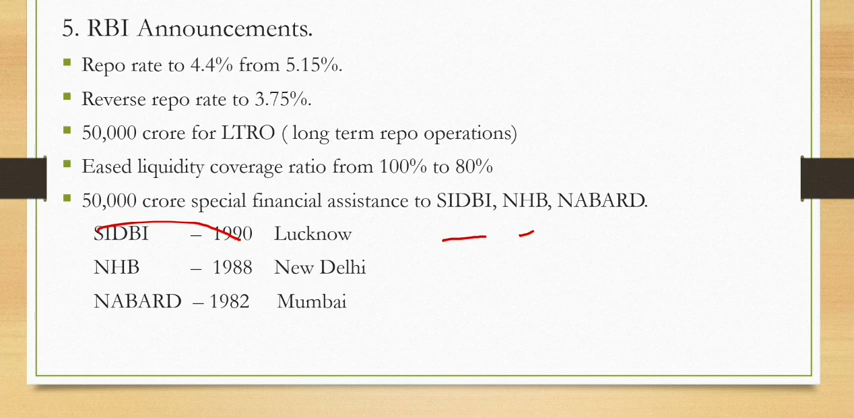 5. RBI Announcements.
▪ Repo rate to 4.4% from 5.15%.
▪ Reverse repo rate to 3.75%.
▪ 50,000 crore for LTRO ( long term repo operations)
▪ Eased liquidity coverage ratio from 100% to 80%
▪ 50,000 crore special financial assistance to SIDBI, NHB, NABARD.
SIDBI – 1990 Lucknow
NHB – 1988 New Delhi
NABARD – 1982 Mumbai